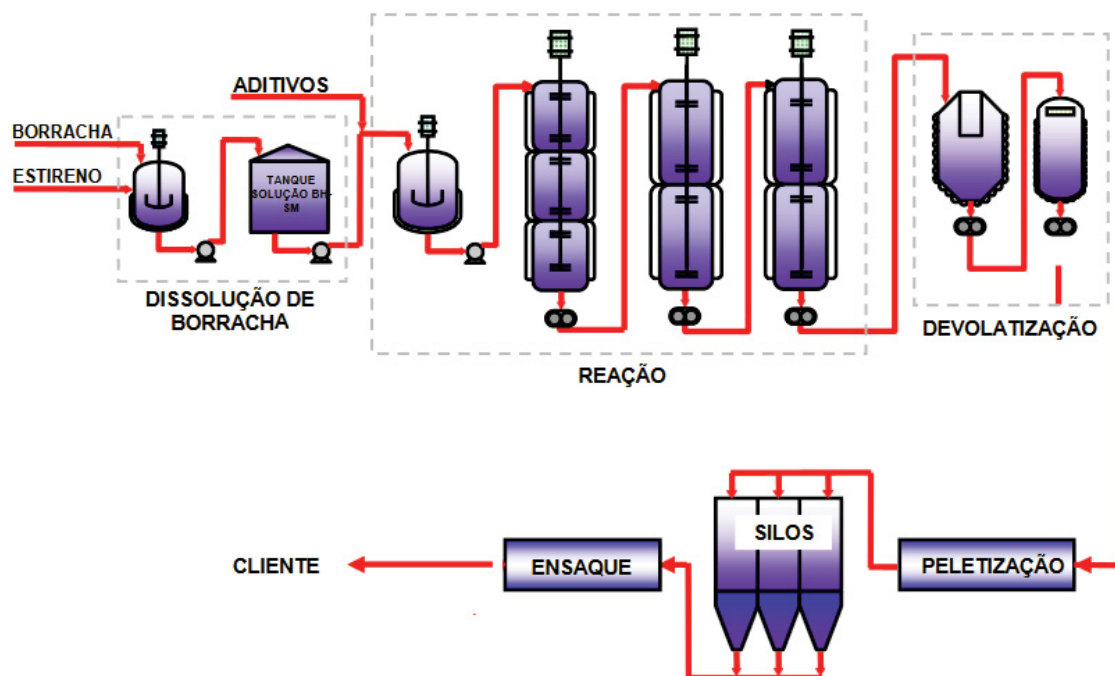 ADITIVOS
BORRACHA
ESTIRENO
TANQUE
SOLUÇÃO BH-
SM
DISSOLUÇÃO DE
BORRACHA
REAÇÃO
DEVOLATIZAÇÃO
CLIENTE
ENSAQUE
SILOS
PELETIZAÇÃO